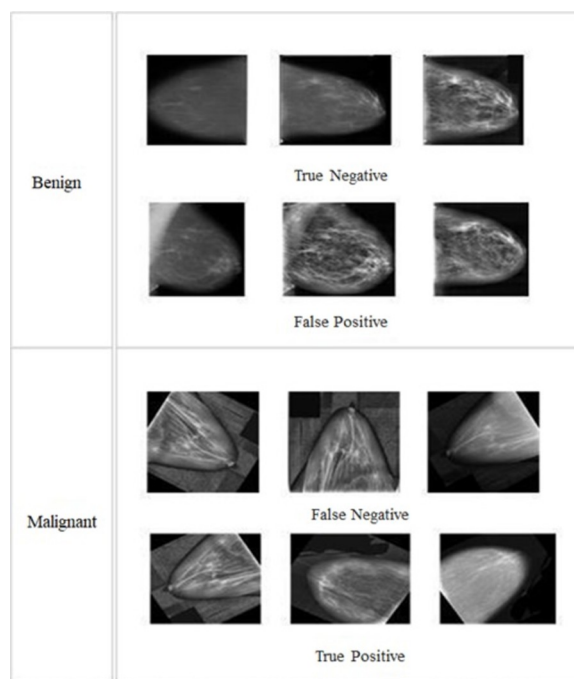 Benign
True Negative
False Positive
Malignant
False Negative
True Positive